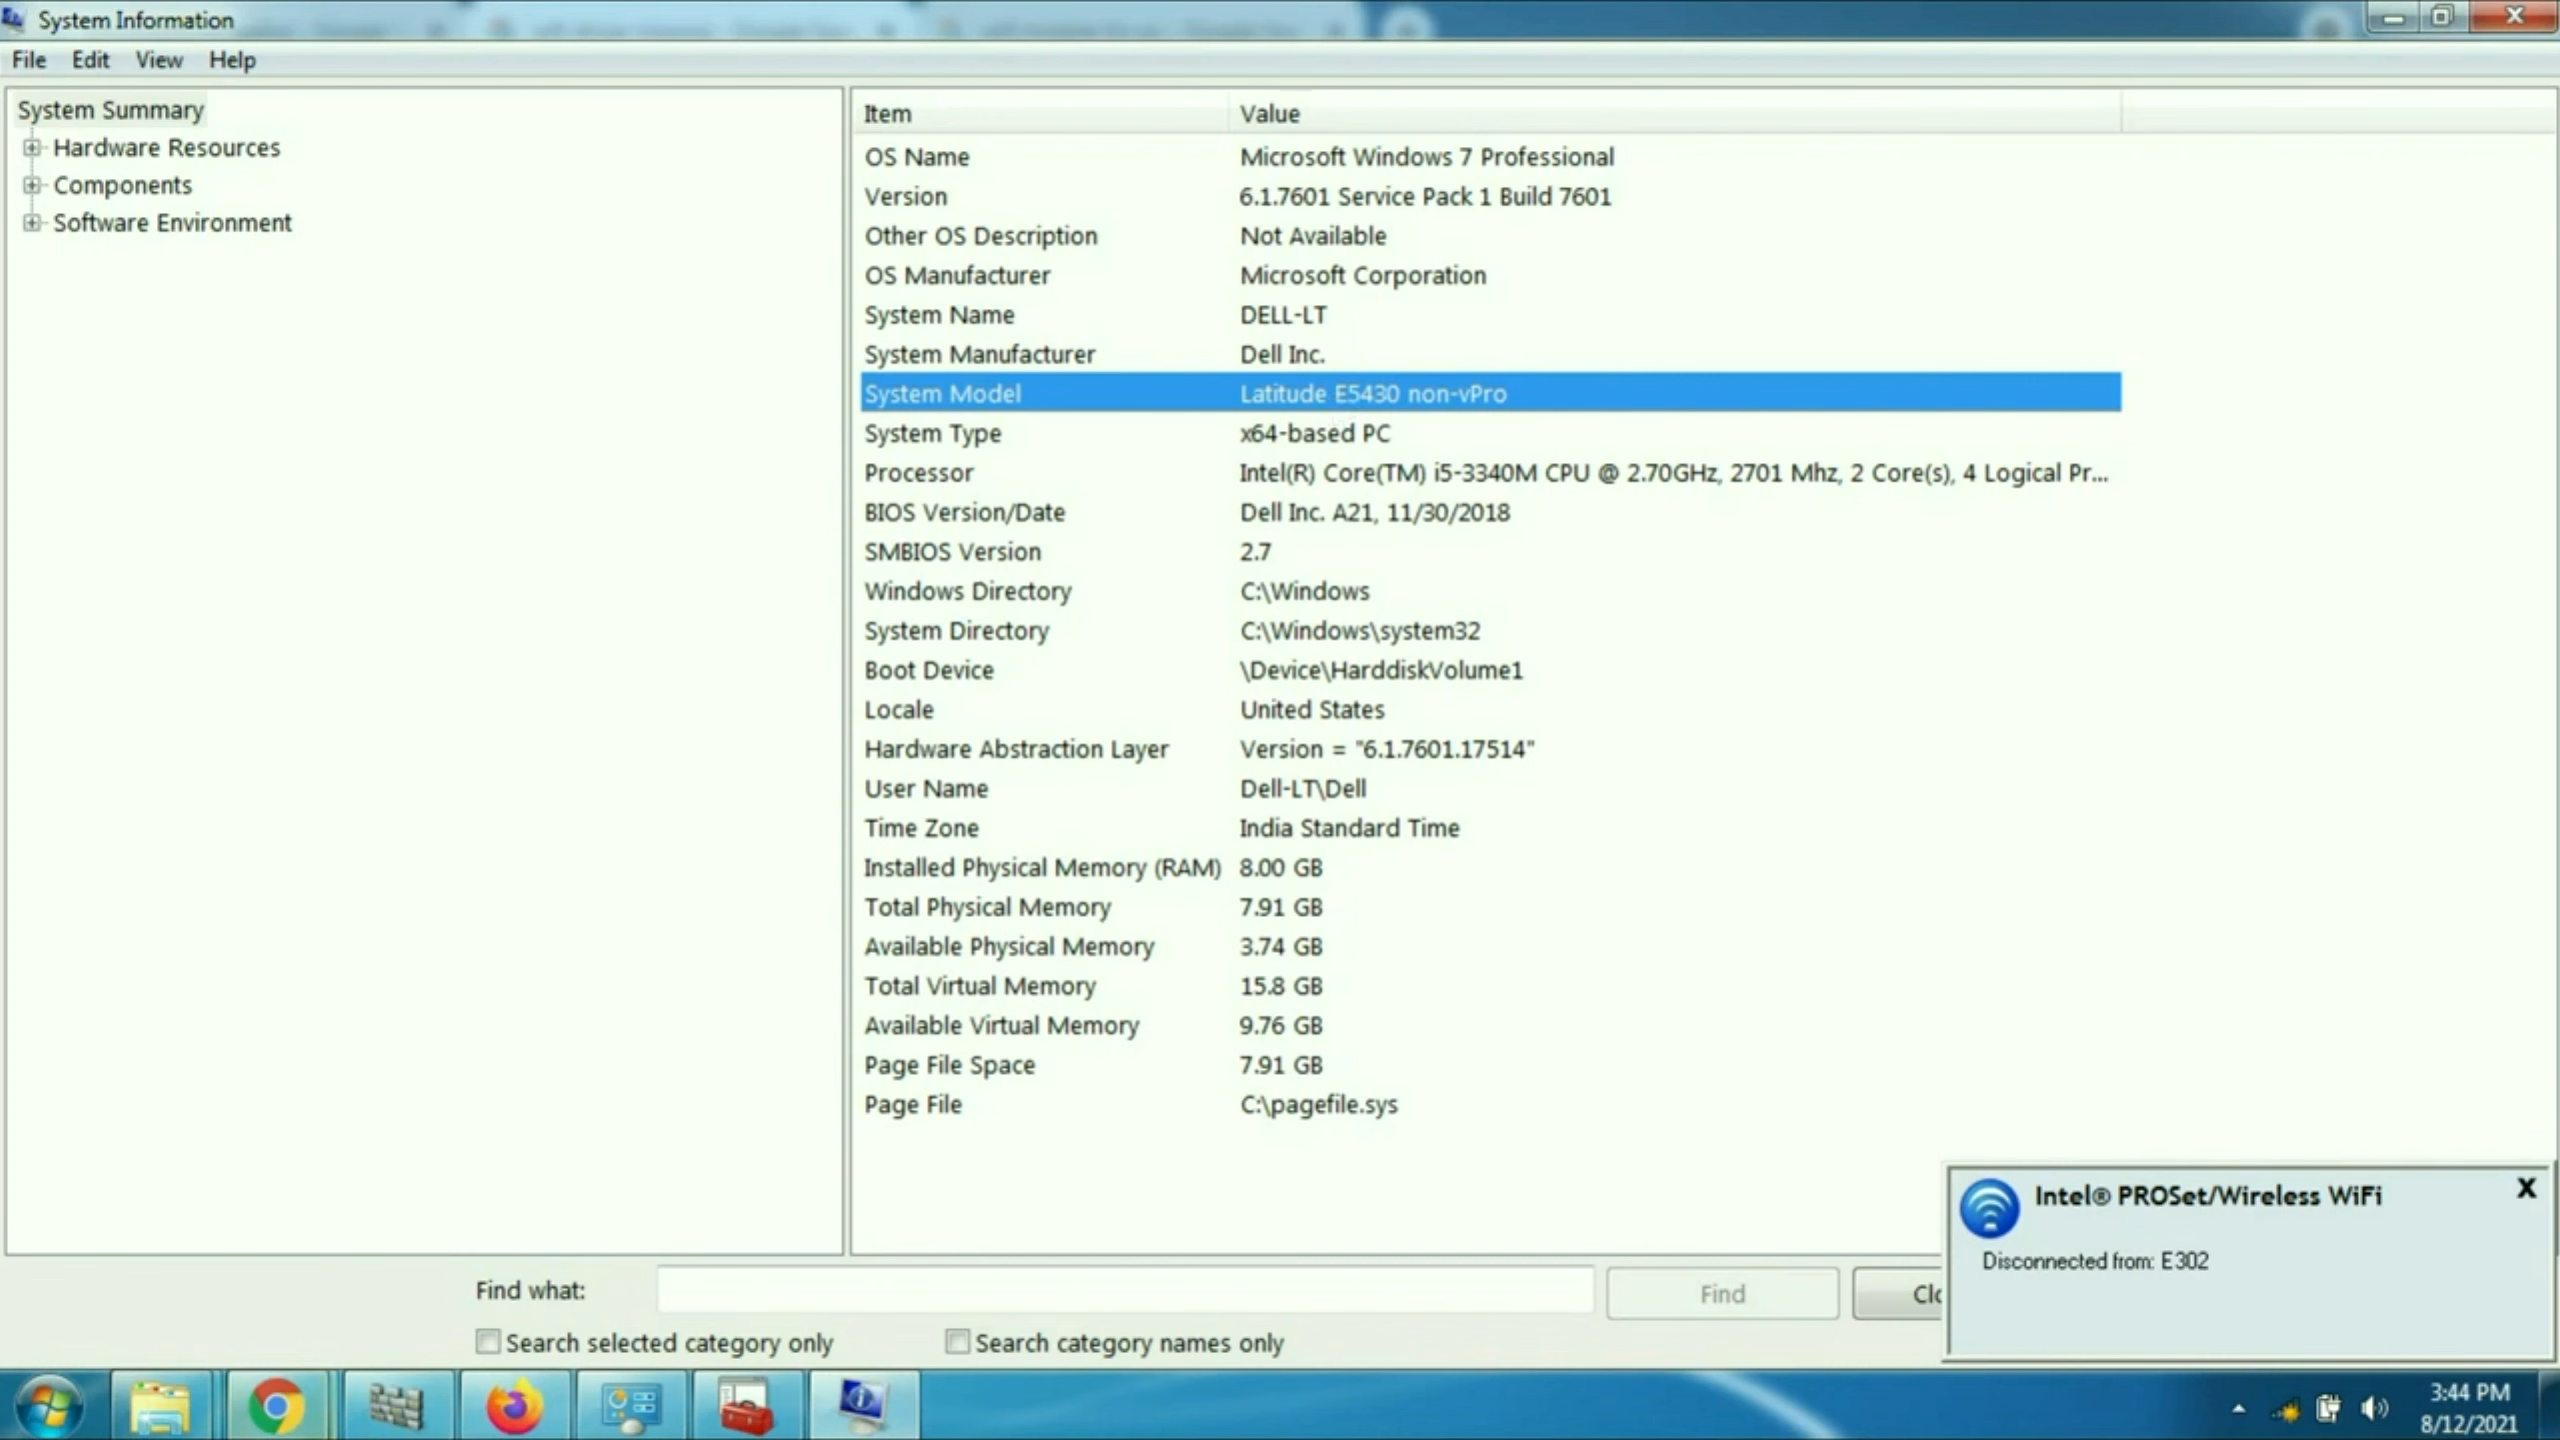 System Information
File Edit View Help
System Summary
Hardware Resources
Components
Software Environment
Item Value
OS Name Microsoft Windows 7 Professional
Version 6.1.7601 Service Pack 1 Build 7601
Other OS Description Not Available
OS Manufacturer Microsoft Corporation
System Name DELL-LT
System Manufacturer Dell Inc.
System Model Latitude E5430 non-vPro
System Type x64-based PC
Processor Intel(R) Core(TM) i5-3340M CPU @ 2.70GHz, 2701 Mhz, 2 Core(s), 4 Logical Pr...
BIOS Version/Date Dell Inc. A21, 11/30/2018
SMBIOS Version 2.7
Windows Directory C:\Windows
System Directory C:\Windows\system32
Boot Device \Device\HarddiskVolume1
Locale United States
Hardware Abstraction Layer Version = "6.1.7601.17514"
User Name Dell-LT\Dell
Time Zone India Standard Time
Installed Physical Memory (RAM) 8.00 GB
Total Physical Memory 7.91 GB
Available Physical Memory 3.74 GB
Total Virtual Memory 15.8 GB
Available Virtual Memory 9.76 GB
Page File Space 7.91 GB
Page File C:\pagefile.sys
Intel® PROSet/Wireless WiFi X
Disconnected from: E302
Find what: Find Clo
Search selected category only Search category names only
3:44 PM
8/12/2021